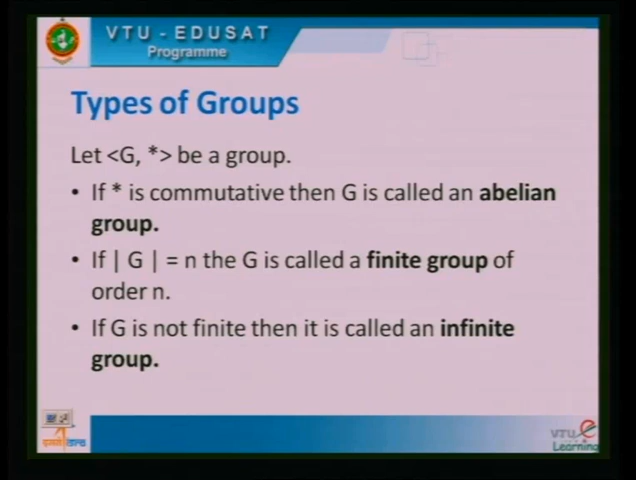 VTU - EDUSAT
Programme
Types of Groups
Let <G, *> be a group.
• If * is commutative then G is called an abelian
group.
• If | G | = n the G is called a finite group of
order n.
• If G is not finite then it is called an infinite
group.
VTU e
Learning